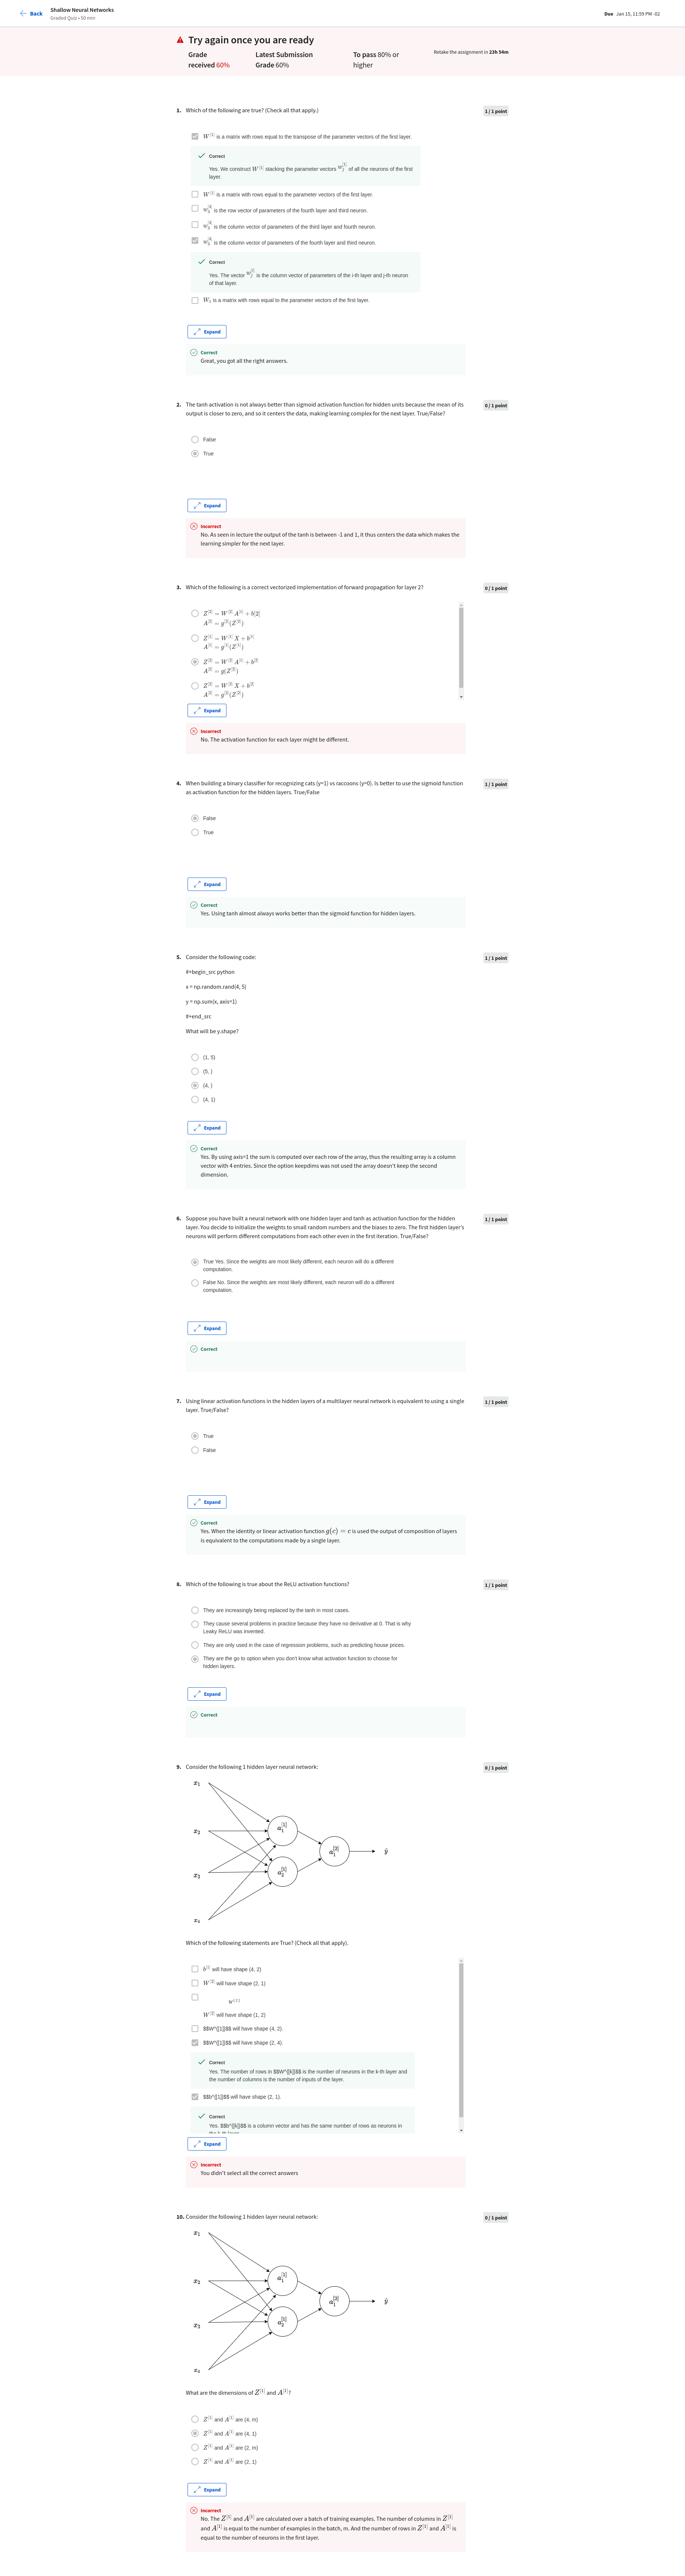 Back
Shallow Neural Networks
Graded Quiz • 50 min
Due Jan 15, 11:59 PM -02
Try again once you are ready
Grade received 60%
Latest Submission Grade 60%
To pass 80% or higher
Retake the assignment in 23h 54m
1. Which of the following are true? (Check all that apply.)
1 / 1 point
W^[1] is a matrix with rows equal to the transpose of the parameter vectors of the first layer.
Correct
Yes. We construct W^[1] stacking the parameter vectors w_j^[1] of all the neurons of the first
layer.
W^[1] is a matrix with rows equal to the parameter vectors of the first layer.
w_3^[4] is the row vector of parameters of the fourth layer and third neuron.
w_3^[4] is the column vector of parameters of the third layer and fourth neuron.
w_3^[4] is the column vector of parameters of the fourth layer and third neuron.
Correct
Yes. The vector w_j^[i] is the column vector of parameters of the i-th layer and j-th neuron
of that layer.
W_1 is a matrix with rows equal to the parameter vectors of the first layer.
Expand
Correct
Great, you got all the right answers.
2. The tanh activation is not always better than sigmoid activation function for hidden units because the mean of its
output is closer to zero, and so it centers the data, making learning complex for the next layer. True/False?
0 / 1 point
False
True
Expand
Incorrect
No. As seen in lecture the output of the tanh is between -1 and 1, it thus centers the data which makes the
learning simpler for the next layer.
3. Which of the following is a correct vectorized implementation of forward propagation for layer 2?
0 / 1 point
Z^[2] = W^[2] A^[1] + b[2]
A^[2] = g^[2](Z^[2])
Z^[1] = W^[1] X + b^[1]
A^[1] = g^[1](Z^[1])
Z^[2] = W^[2] A^[1] + b^[2]
A^[2] = g(Z^[2])
Z^[2] = W^[2] X + b^[2]
A^[2] = g^[2](Z^[2])
Expand
Incorrect
No. The activation function for each layer might be different.
4. When building a binary classifier for recognizing cats (y=1) vs raccoons (y=0). Is better to use the sigmoid function
as activation function for the hidden layers. True/False
1 / 1 point
False
True
Expand
Correct
Yes. Using tanh almost always works better than the sigmoid function for hidden layers.
5. Consider the following code:
1 / 1 point
#+begin_src python
x = np.random.rand(4, 5)
y = np.sum(x, axis=1)
#+end_src
What will be y.shape?
(1, 5)
(5, )
(4, )
(4, 1)
Expand
Correct
Yes. By using axis=1 the sum is computed over each row of the array, thus the resulting array is a column
vector with 4 entries. Since the option keepdims was not used the array doesn't keep the second
dimension.
6. Suppose you have built a neural network with one hidden layer and tanh as activation function for the hidden
layer. You decide to initialize the weights to small random numbers and the biases to zero. The first hidden layer's
neurons will perform different computations from each other even in the first iteration. True/False?
1 / 1 point
True Yes. Since the weights are most likely different, each neuron will do a different
computation.
False No. Since the weights are most likely different, each neuron will do a different
computation.
Expand
Correct
7. Using linear activation functions in the hidden layers of a multilayer neural network is equivalent to using a single
layer. True/False?
1 / 1 point
True
False
Expand
Correct
Yes. When the identity or linear activation function g(c) = c is used the output of composition of layers
is equivalent to the computations made by a single layer.
8. Which of the following is true about the ReLU activation functions?
1 / 1 point
They are increasingly being replaced by the tanh in most cases.
They cause several problems in practice because they have no derivative at 0. That is why
Leaky ReLU was invented.
They are only used in the case of regression problems, such as predicting house prices.
They are the go to option when you don't know what activation function to choose for
hidden layers.
Expand
Correct
9. Consider the following 1 hidden layer neural network:
0 / 1 point
x_1
x_2
x_3
x_4
a_1^[1]
a_2^[1]
a_1^[2]
ŷ
Which of the following statements are True? (Check all that apply).
b^[1] will have shape (4, 2)
W^[2] will have shape (2, 1)
W^[2] will have shape (1, 2)
$$W^{[1]}$$ will have shape (4, 2).
$$W^{[1]}$$ will have shape (2, 4).
Correct
Yes. The number of rows in $$W^{[k]}$$ is the number of neurons in the k-th layer and
the number of columns is the number of inputs of the layer.
$$b^{[1]}$$ will have shape (2, 1).
Correct
Yes. $$b^{[k]}$$ is a column vector and has the same number of rows as neurons in
Expand
Incorrect
You didn't select all the correct answers
10. Consider the following 1 hidden layer neural network:
0 / 1 point
x_1
x_2
x_3
x_4
a_1^[1]
a_2^[1]
a_1^[2]
ŷ
What are the dimensions of Z^[1] and A^[1]?
Z^[1] and A^[1] are (4, m)
Z^[1] and A^[1] are (4, 1)
Z^[1] and A^[1] are (2, m)
Z^[1] and A^[1] are (2, 1)
Expand
Incorrect
No. The Z^[1] and A^[1] are calculated over a batch of training examples. The number of columns in Z^[1]
and A^[1] is equal to the number of examples in the batch, m. And the number of rows in Z^[1] and A^[1] is
equal to the number of neurons in the first layer.